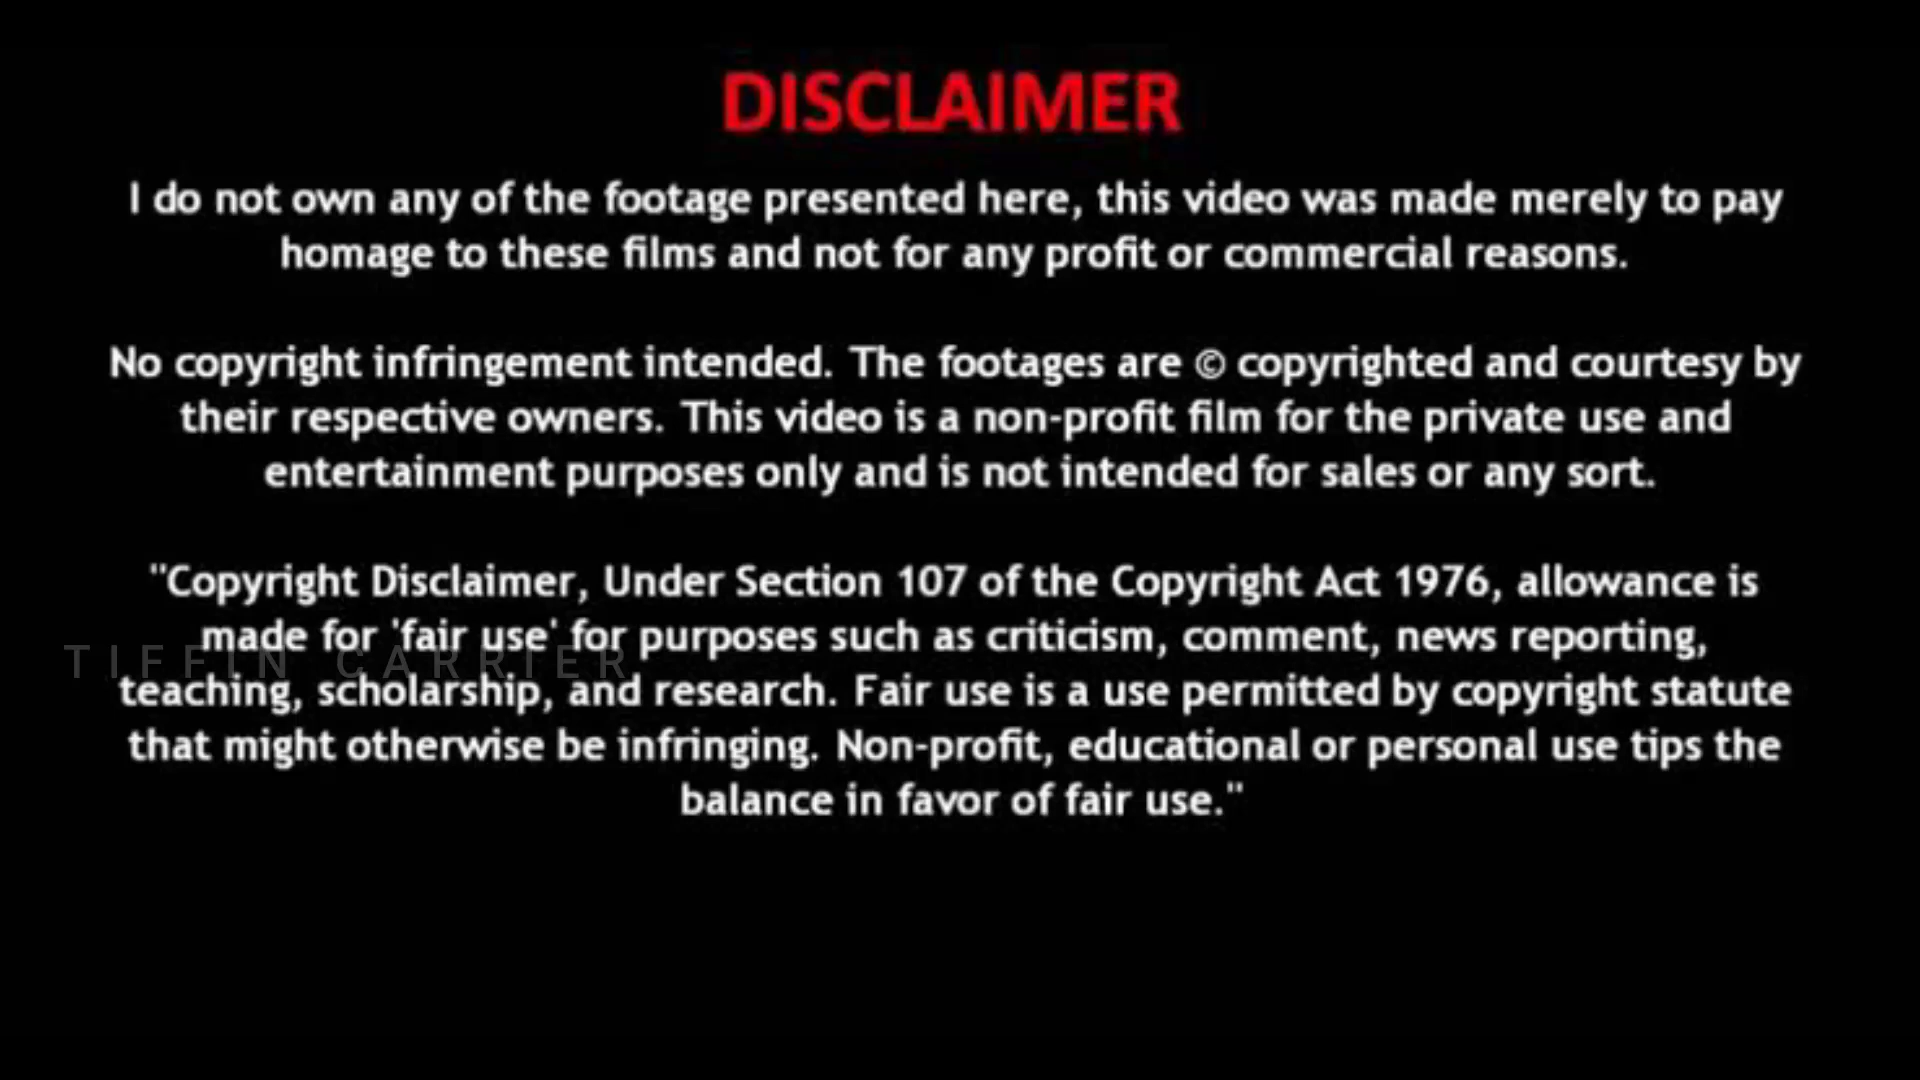 DISCLAIMER
I do not own any of the footage presented here, this video was made merely to pay
homage to these films and not for any profit or commercial reasons.
No copyright infringement intended. The footages are © copyrighted and courtesy by
their respective owners. This video is a non-profit film for the private use and
entertainment purposes only and is not intended for sales or any sort.
"Copyright Disclaimer, Under Section 107 of the Copyright Act 1976, allowance is
made for 'fair use' for purposes such as criticism, comment, news reporting,
TIFFIN CARRIER
teaching, scholarship, and research. Fair use is a use permitted by copyright statute
that might otherwise be infringing. Non-profit, educational or personal use tips the
balance in favor of fair use."